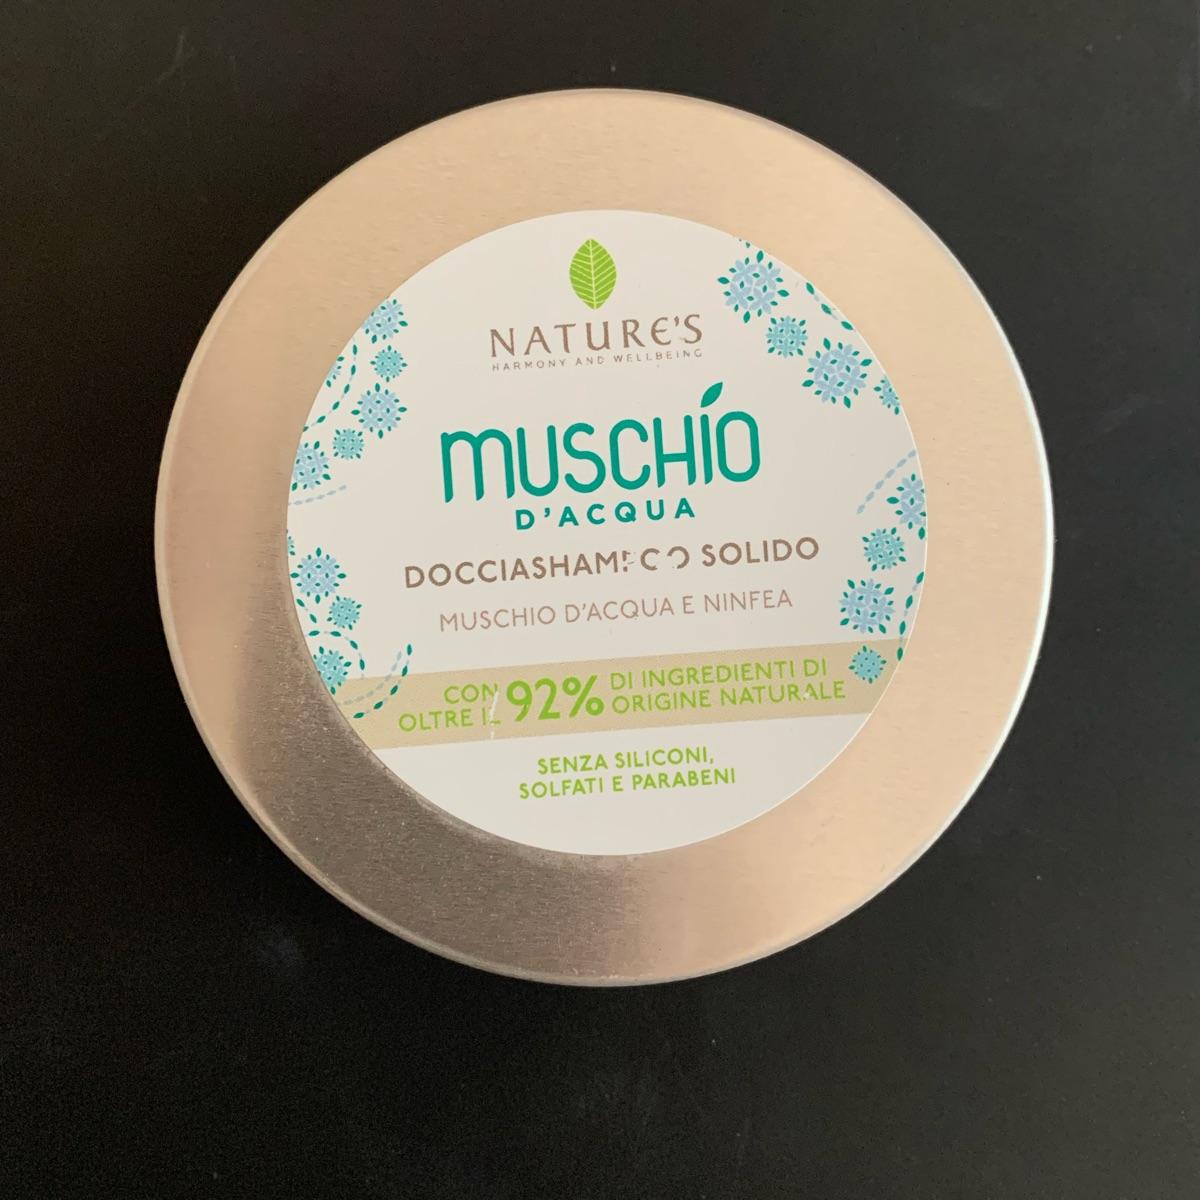 NATURE'S
HARMONY AND WELLBEING
MUSCHIO
D'ACQUA
DOCCIASHAMPOO SOLIDO
MUSCHIO D'ACQUA E NINFEA
CON OLTRE IL 92% DI INGREDIENTI DI
ORIGINE NATURALE
SENZA SILICONI,
SOLFATI E PARABENI